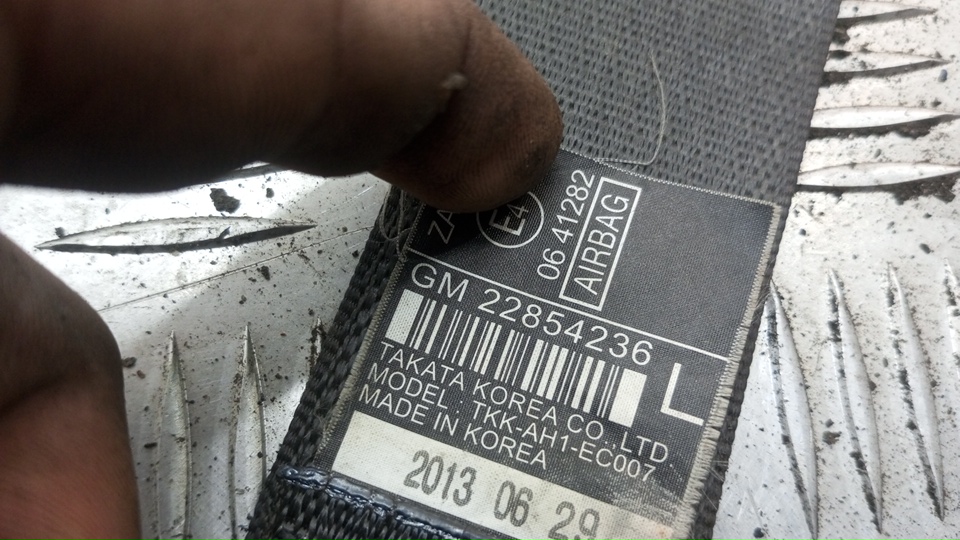 E4
06 41282
AIRBAG
GM 22854236
L
TAKATA KOREA CO.,LTD.
MODEL : TKK-AH1-EC007
MADE IN KOREA
2013 06 29